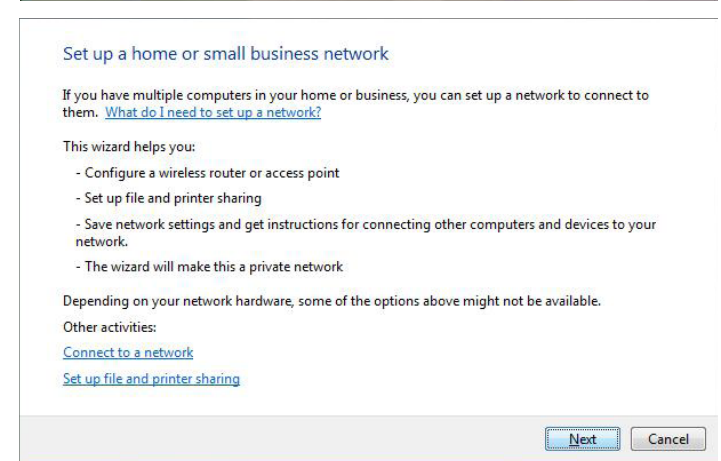 Set up a home or small business network
If you have multiple computers in your home or business, you can set up a network to connect to
them. What do I need to set up a network?
This wizard helps you:
- Configure a wireless router or access point
- Set up file and printer sharing
- Save network settings and get instructions for connecting other computers and devices to your
network.
- The wizard will make this a private network
Depending on your network hardware, some of the options above might not be available.
Other activities:
Connect to a network
Set up file and printer sharing
Next Cancel